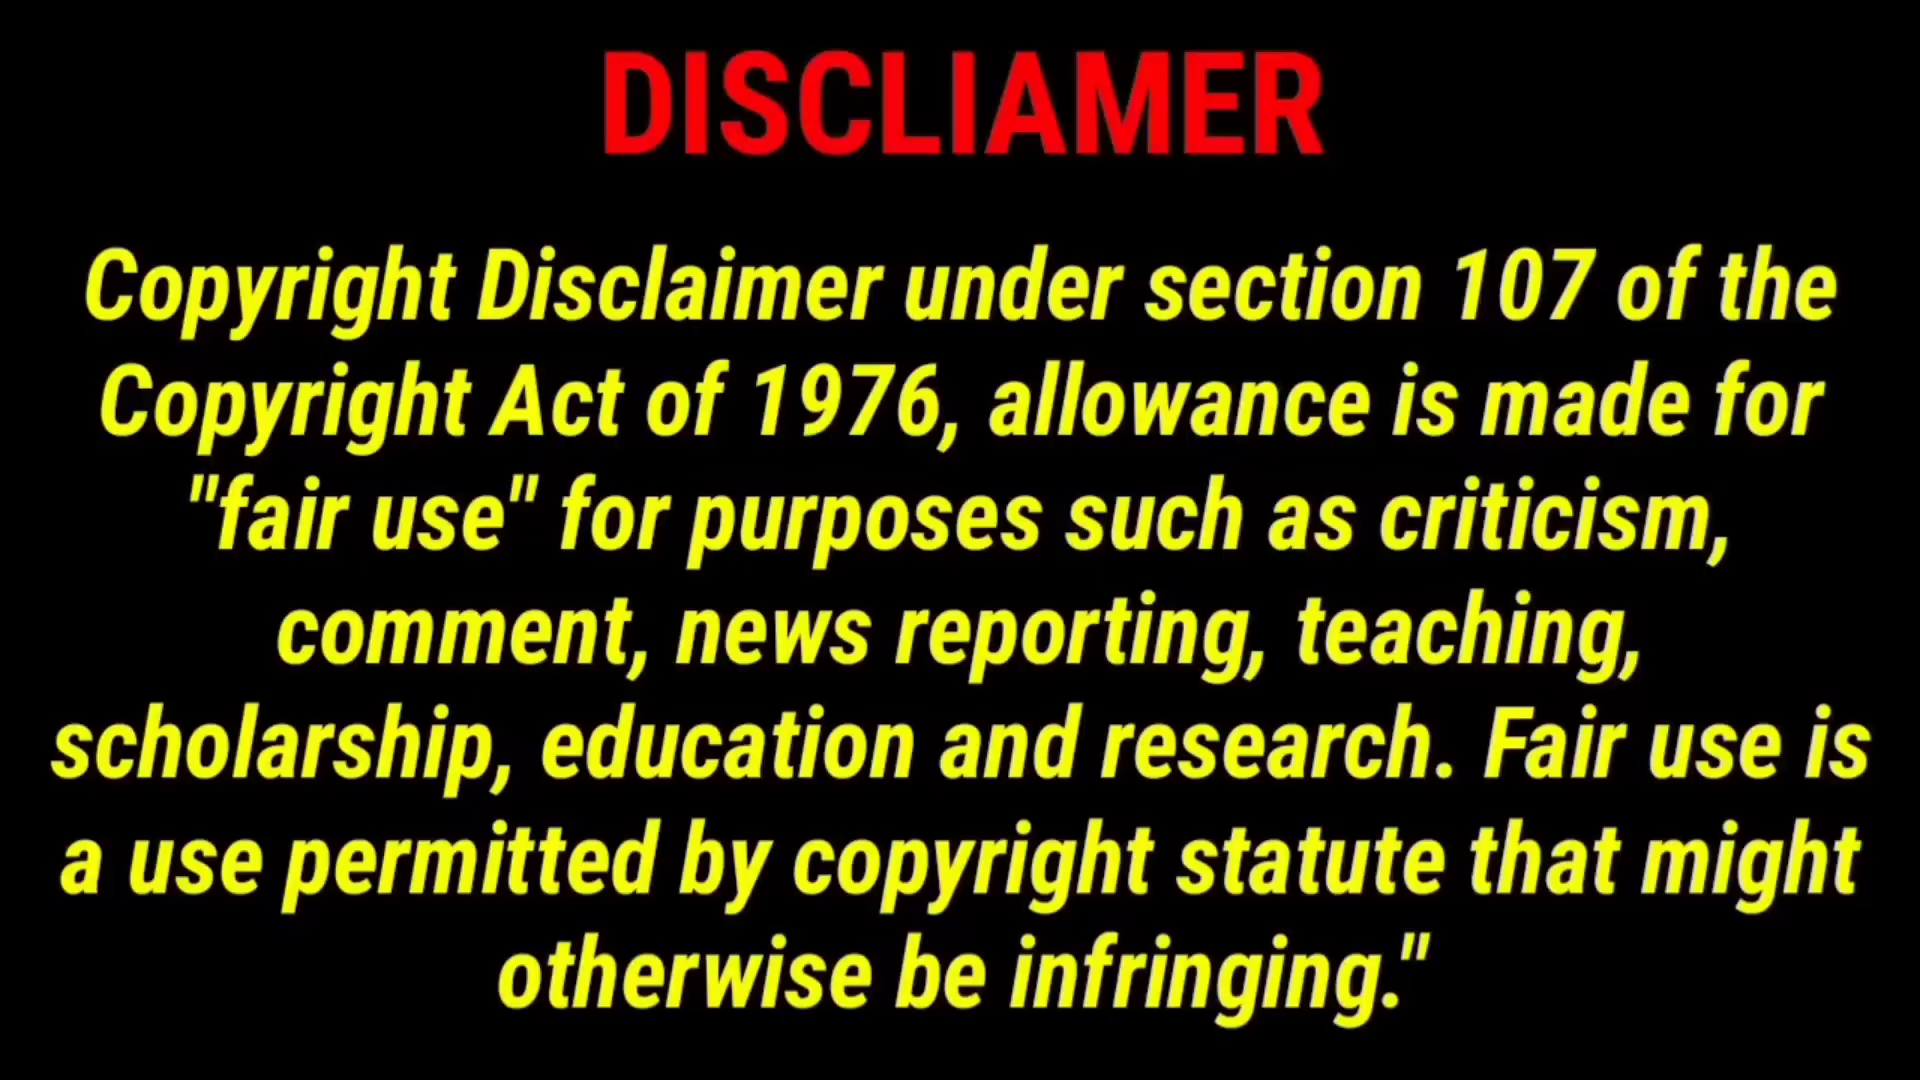 DISCLIAMER
Copyright Disclaimer under section 107 of the
Copyright Act of 1976, allowance is made for
"fair use" for purposes such as criticism,
comment, news reporting, teaching,
scholarship, education and research. Fair use is
a use permitted by copyright statute that might
otherwise be infringing."